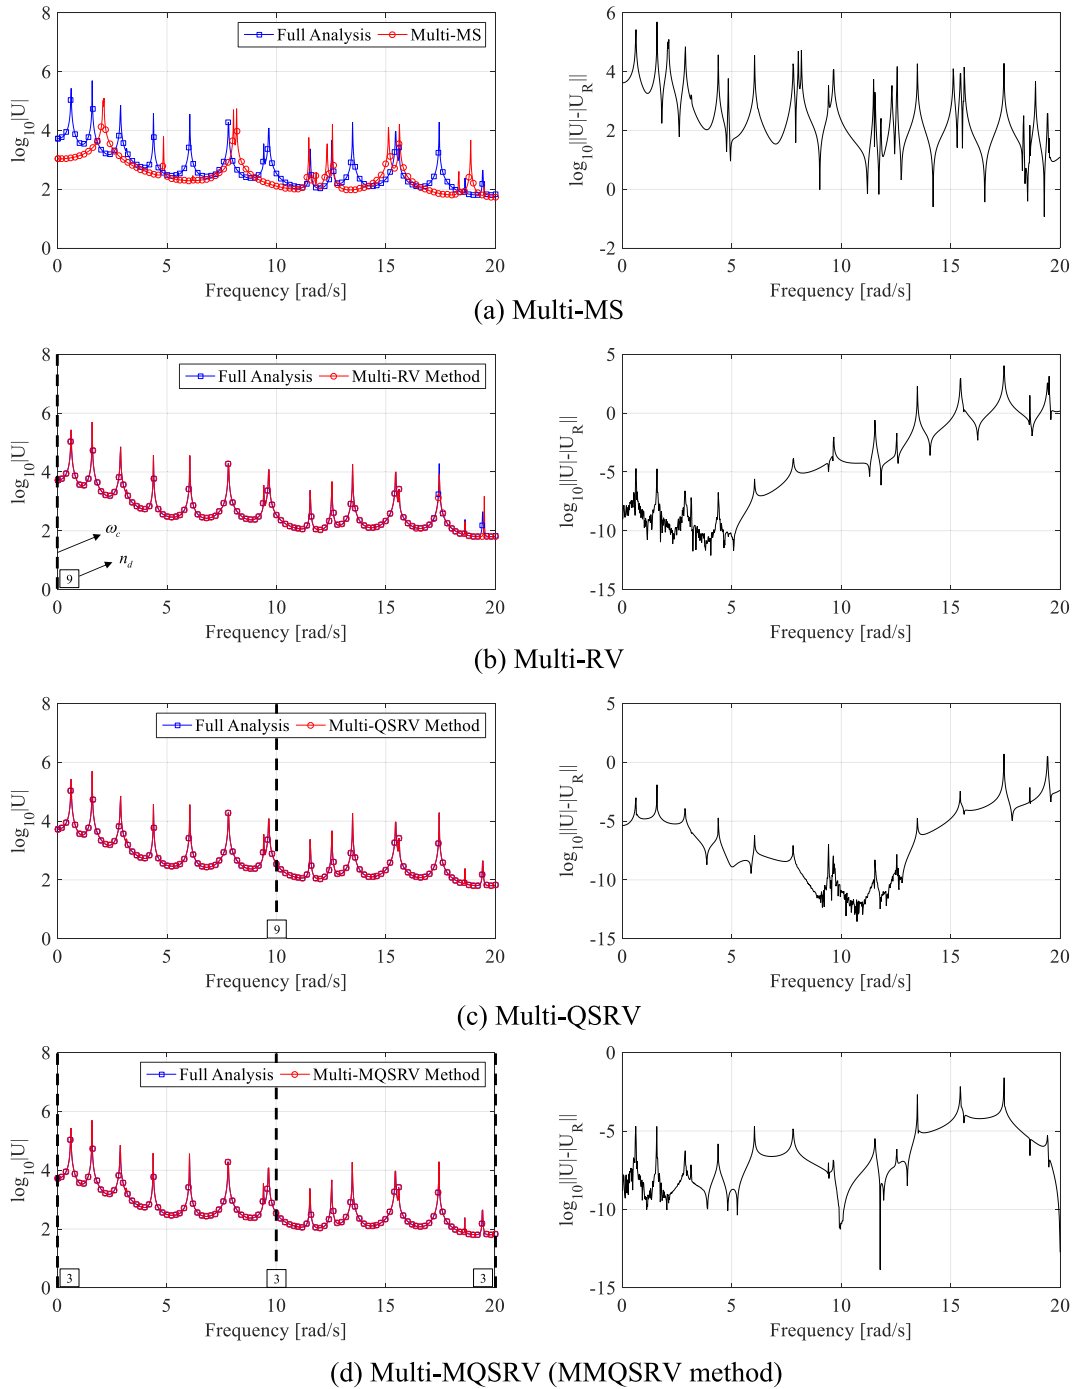 8
6
4
2
0
log10|U|
Full Analysis
Multi-MS
0 5 10 15 20
Frequency [rad/s]
6
4
2
0
-2
log10||U|-|UR||
0 5 10 15 20
Frequency [rad/s]
(a) Multi-MS
8
6
4
2
0
log10|U|
Full Analysis
Multi-RV Method
ωc
nd
9
0 5 10 15 20
Frequency [rad/s]
5
0
-5
-10
-15
log10||U|-|UR||
0 5 10 15 20
Frequency [rad/s]
(b) Multi-RV
8
6
4
2
0
log10|U|
Full Analysis
Multi-QSRV Method
9
0 5 10 15 20
Frequency [rad/s]
5
0
-5
-10
-15
log10||U|-|UR||
0 5 10 15 20
Frequency [rad/s]
(c) Multi-QSRV
8
6
4
2
0
log10|U|
Full Analysis
Multi-MQSRV Method
3 3 3
0 5 10 15 20
Frequency [rad/s]
0
-5
-10
-15
log10||U|-|UR||
0 5 10 15 20
Frequency [rad/s]
(d) Multi-MQSRV (MMQSRV method)